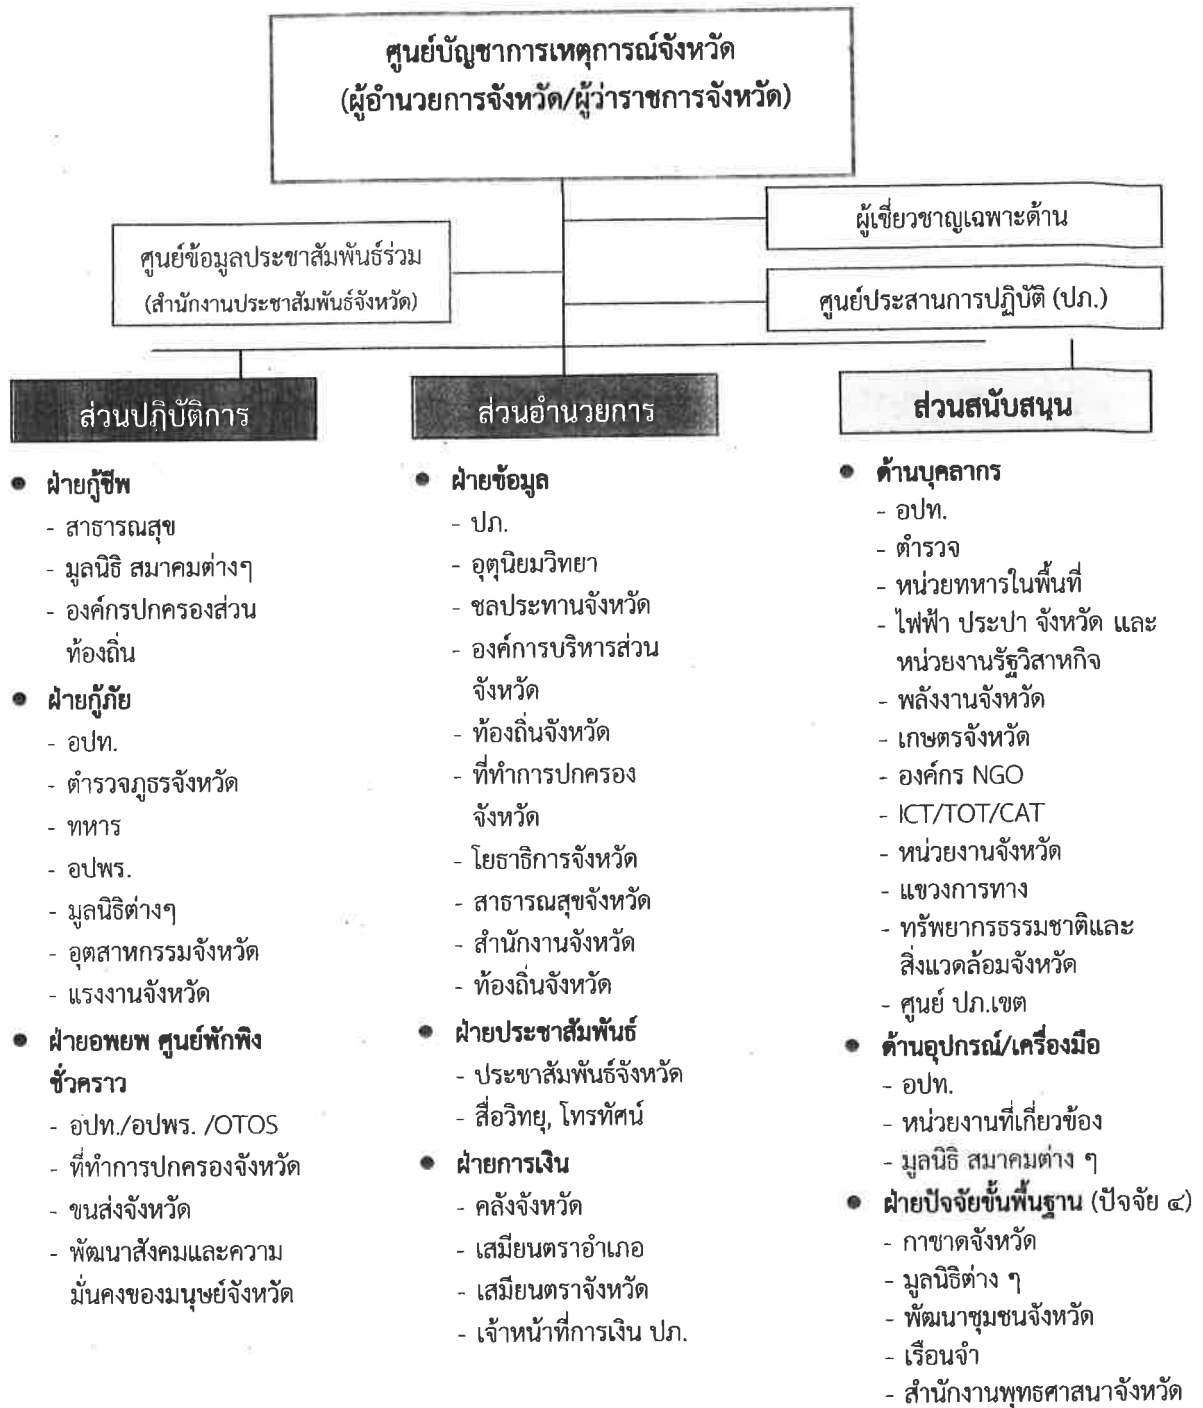 ศูนย์บัญชาการเหตุการณ์จังหวัด
(ผู้อำนวยการจังหวัด/ผู้ว่าราชการจังหวัด)
ผู้เชี่ยวชาญเฉพาะด้าน
ศูนย์ข้อมูลประชาสัมพันธ์ร่วม
(สำนักงานประชาสัมพันธ์จังหวัด)
ศูนย์ประสานการปฏิบัติ (ปภ.)
ส่วนปฏิบัติการ
● ฝ่ายกู้ชีพ
- สาธารณสุข
- มูลนิธิ สมาคมต่างๆ
- องค์กรปกครองส่วน
ท้องถิ่น
● ฝ่ายกู้ภัย
- อปท.
- ตำรวจภูธรจังหวัด
- ทหาร
- อปพร.
- มูลนิธิต่างๆ
- อุตสาหกรรมจังหวัด
- แรงงานจังหวัด
● ฝ่ายอพยพ ศูนย์พักพิง
ชั่วคราว
- อปท./อปพร. /OTOS
- ที่ทำการปกครองจังหวัด
- ขนส่งจังหวัด
- พัฒนาสังคมและความ
มั่นคงของมนุษย์จังหวัด
ส่วนอำนวยการ
● ฝ่ายข้อมูล
- ปภ.
- อุตุนิยมวิทยา
- ชลประทานจังหวัด
- องค์การบริหารส่วน
จังหวัด
- ท้องถิ่นจังหวัด
- ที่ทำการปกครอง
จังหวัด
- โยธาธิการจังหวัด
- สาธารณสุขจังหวัด
- สำนักงานจังหวัด
- ท้องถิ่นจังหวัด
● ฝ่ายประชาสัมพันธ์
- ประชาสัมพันธ์จังหวัด
- สื่อวิทยุ, โทรทัศน์
● ฝ่ายการเงิน
- คลังจังหวัด
- เสมียนตราอำเภอ
- เสมียนตราจังหวัด
- เจ้าหน้าที่การเงิน ปภ.
ส่วนสนับสนุน
● ด้านบุคลากร
- อปท.
- ตำรวจ
- หน่วยทหารในพื้นที่
- ไฟฟ้า ประปา จังหวัด และ
หน่วยงานรัฐวิสาหกิจ
- พลังงานจังหวัด
- เกษตรจังหวัด
- องค์กร NGO
- ICT/TOT/CAT
- หน่วยงานจังหวัด
- แขวงการทาง
- ทรัพยากรธรรมชาติและ
สิ่งแวดล้อมจังหวัด
- ศูนย์ ปภ.เขต
● ด้านอุปกรณ์/เครื่องมือ
- อปท.
- หน่วยงานที่เกี่ยวข้อง
- มูลนิธิ สมาคมต่าง ๆ
● ฝ่ายปัจจัยขั้นพื้นฐาน (ปัจจัย ๔)
- กาชาดจังหวัด
- มูลนิธิต่าง ๆ
- พัฒนาชุมชนจังหวัด
- เรือนจำ
- สำนักงานพุทธศาสนาจังหวัด